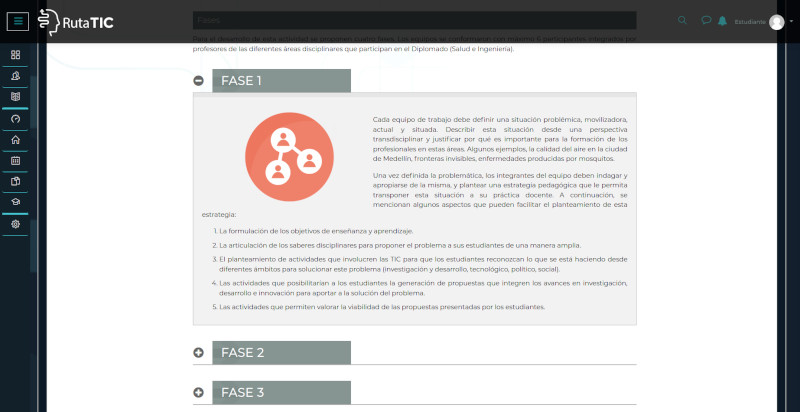 RutaTIC
Fases
Estudiante
Para el desarrollo de esta actividad se proponen cuatro fases. Los equipos se conforman con
profesores de las diferentes áreas disciplinares que participan en el Diplomado (Salud e Ingeniería).
FASE 1
Cada equipo de trabajo debe definir una situación problémica, movilizadora,
actual y situada. Describir esta situación desde una perspectiva
transdisciplinar y justificar por qué es importante para la formación de los
profesionales en estas áreas. Algunos ejemplos, la calidad del aire en la ciudad
de Medellín, fronteras invisibles, enfermedades producidas por mosquitos.
Una vez definida la problemática, los integrantes del equipo deben indagar y
apropiarse de la misma, y plantear una estrategia pedagógica que le permita
transponer esta situación a su práctica docente. A continuación, se
mencionan algunos aspectos que pueden facilitar el planteamiento de esta
estrategia:
1. La formulación de los objetivos de enseñanza y aprendizaje.
2. La articulación de los saberes disciplinares para proponer el problema a sus estudiantes de una manera amplia.
3. El planteamiento de actividades que involucren las TIC para que los estudiantes reconozcan lo que se está haciendo desde
diferentes ámbitos para solucionar este problema (investigación y desarrollo, tecnológico, político, social).
4. Las actividades que posibilitarían a los estudiantes la generación de propuestas que integren los avances en investigación,
desarrollo e innovación para aportar a la solución del problema.
5. Las actividades que permiten valorar la viabilidad de las propuestas presentadas por los estudiantes.
FASE 2
FASE 3